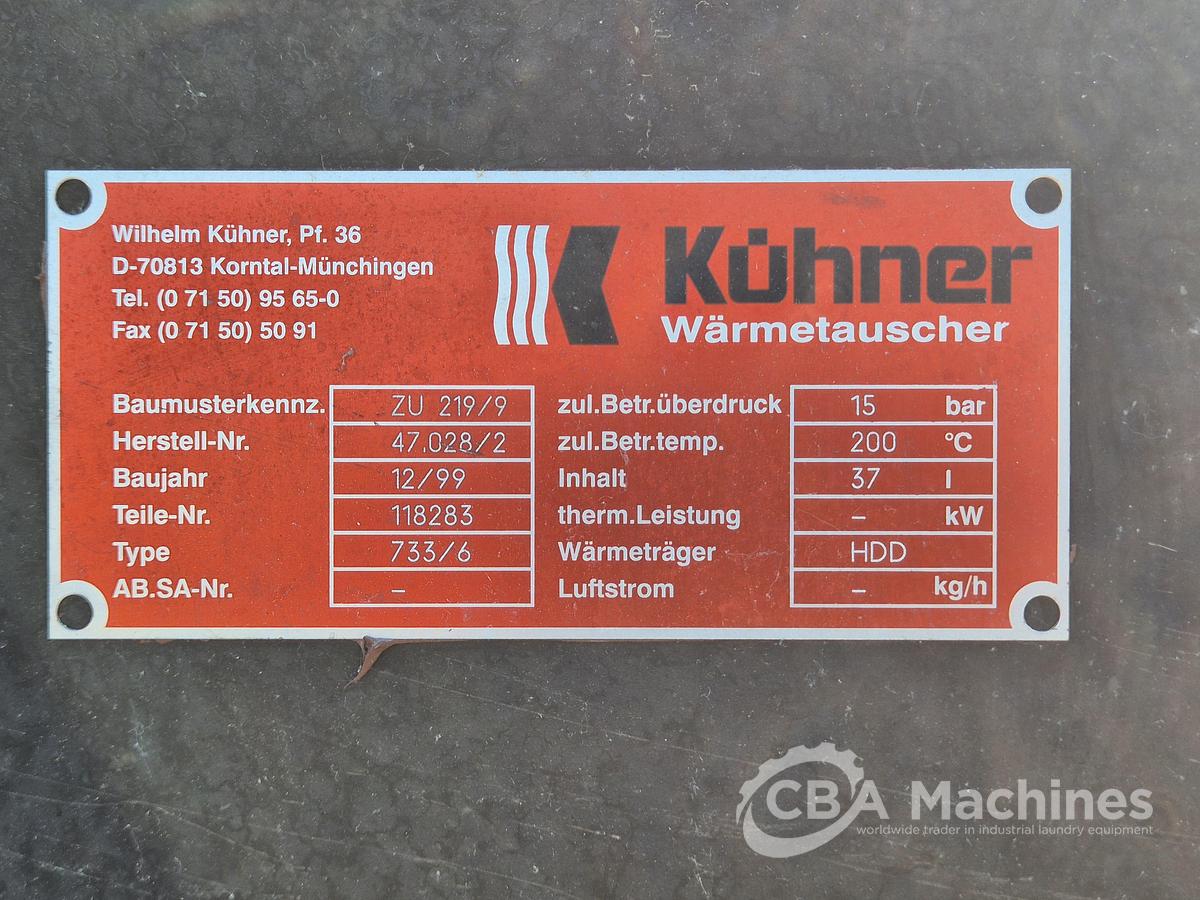 Wilhelm Kühner, Pf. 36
D-70813 Korntal-Münchingen
Tel. (0 71 50) 95 65-0
Fax (0 71 50) 50 91
Kühner
Wärmetauscher
Baumusterkennz. ZU 219/9
Herstell-Nr. 47.028/2
Baujahr 12/99
Teile-Nr. 118283
Type 733/6
AB.SA-Nr. –
zul.Betr.überdruck 15 bar
zul.Betr.temp. 200 °C
Inhalt 37 l
therm.Leistung – kW
Wärmeträger HDD
Luftstrom – kg/h
CBA Machines
worldwide trader in industrial laundry equipment